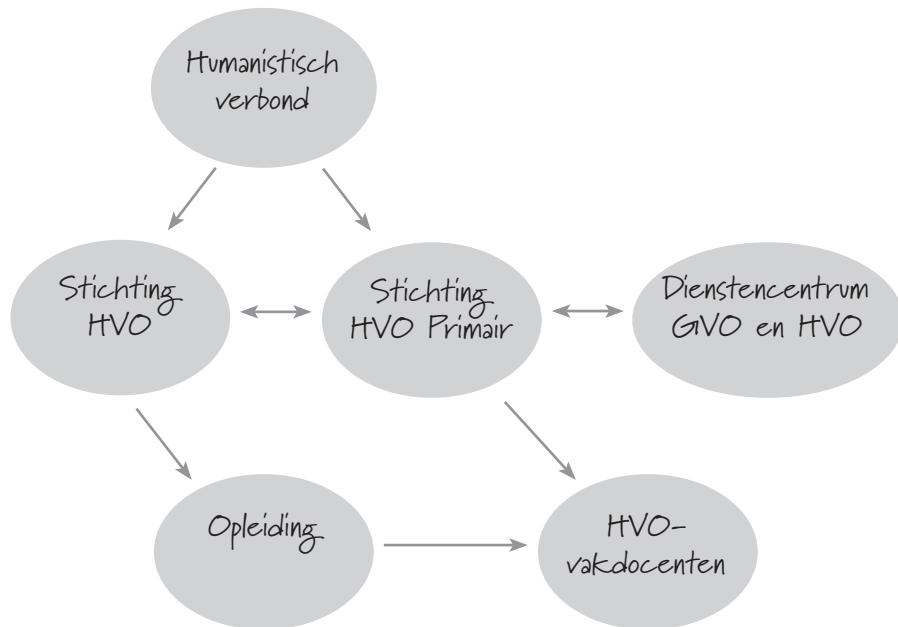 Humanistisch
verbond
Stichting
HVO
Stichting
HVO Primair
Dienstencentrum
GVO en HVO
Opleiding
HVO-
vakdocenten